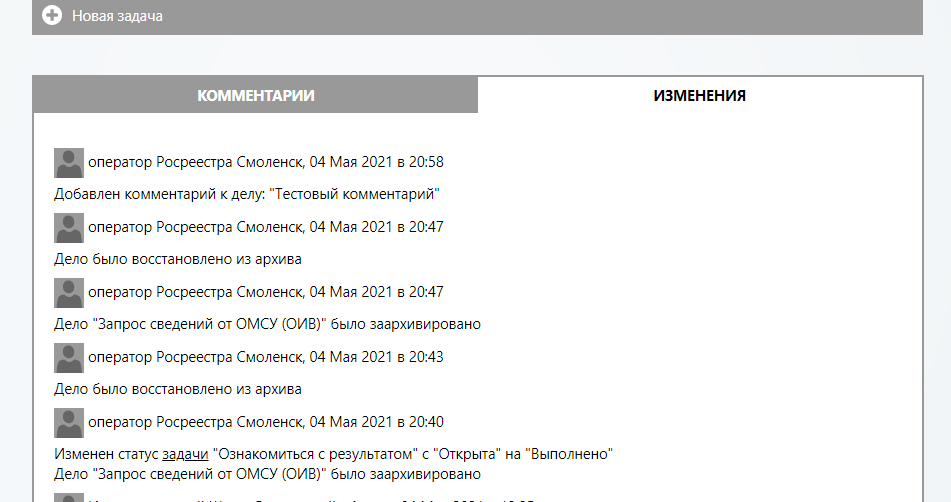 Новая задача
КОММЕНТАРИИ
ИЗМЕНЕНИЯ
оператор Росреестра Смоленск, 04 Мая 2021 в 20:58
Добавлен комментарий к делу: "Тестовый комментарий"
оператор Росреестра Смоленск, 04 Мая 2021 в 20:47
Дело было восстановлено из архива
оператор Росреестра Смоленск, 04 Мая 2021 в 20:47
Дело "Запрос сведений от ОМСУ (ОИВ)" было заархивировано
оператор Росреестра Смоленск, 04 Мая 2021 в 20:43
Дело было восстановлено из архива
оператор Росреестра Смоленск, 04 Мая 2021 в 20:40
Изменен статус задачи "Ознакомиться с результатом" с "Открыта" на "Выполнено"
Дело "Запрос сведений от ОМСУ (ОИВ)" было заархивировано